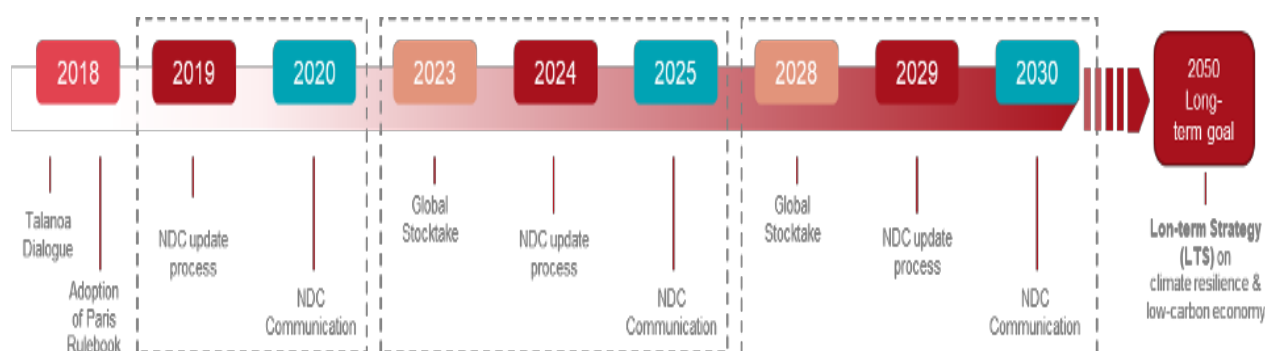 2018
2019
2020
2023
2024
2025
2028
2029
2030
2050
Long-
term goal
Talanoa
Dialogue
Adoption
of Paris
Rulebook
NDC update
process
NDC
Communication
Global
Stocktake
NDC update
process
NDC
Communication
Global
Stocktake
NDC update
process
NDC
Communication
Lon-term Strategy
(LTS) on
climate resilience &
low-carbon economy